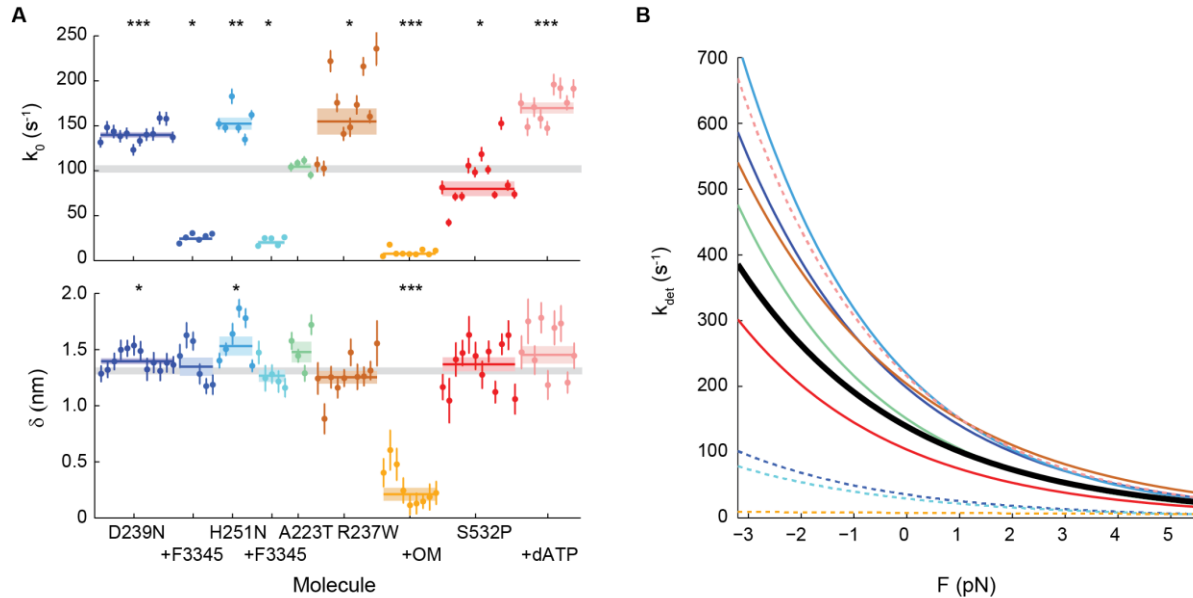 A
B
*** * ** * * *** * ***
k0 (s-1)
250
200
150
100
50
0
δ (nm)
2.0
1.5
1.0
0.5
0
* * ***
D239N H251N A223T R237W S532P
+F3345 +F3345 +OM +dATP
Molecule
kdet (s-1)
700
600
500
400
300
200
100
0
−3 −2 −1 0 1 2 3 4 5
F (pN)